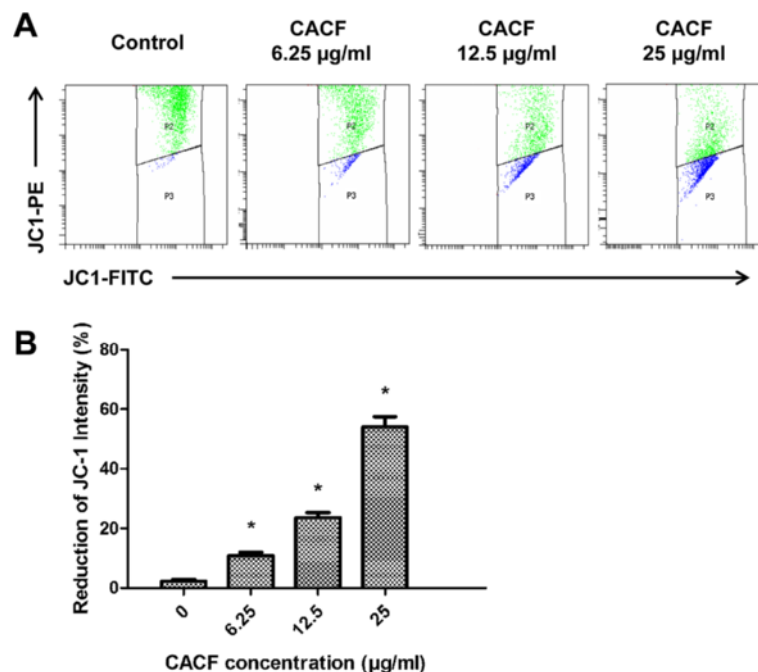 A
Control
CACF
6.25 µg/ml
CACF
12.5 µg/ml
CACF
25 µg/ml
JC1-PE
P2
P3
P2
P3
P2
P3
P2
P3
JC1-FITC
B
Reduction of JC-1 Intensity (%)
80
60
40
20
0
*
*
*
0
6.25
12.5
25
CACF concentration (µg/ml)